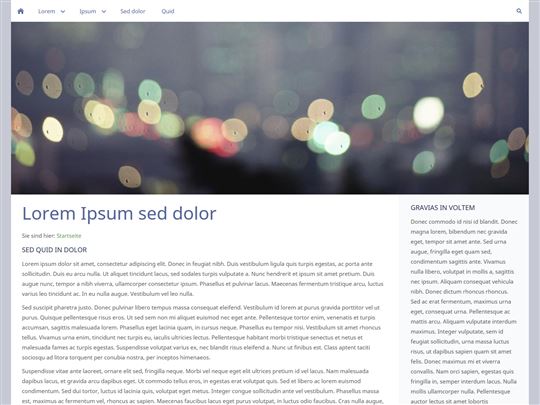 Lorem Ipsum Sed dolor Quid
Lorem Ipsum sed dolor
Sie sind hier: Startseite
SED QUID IN DOLOR
Lorem ipsum dolor sit amet, consectetur adipiscing elit. Donec in feugiat nibh. Duis vestibulum ligula quis turpis egestas, ac porta ante
sollicitudin. Duis eu arcu nulla. Ut aliquet tincidunt lacus, sed sodales turpis vulputate a. Nunc hendrerit et ipsum sit amet pretium. Duis
augue nunc, tempor a nibh viverra, ullamcorper consectetur ipsum. Phasellus et pulvinar lacus. Maecenas fermentum tristique arcu, luctus
varius leo tincidunt ac. In eu nulla augue. Vestibulum vel leo nulla.
Sed suscipit pharetra justo. Donec pulvinar libero tempus massa consequat eleifend. Vestibulum id lorem at purus gravida porttitor vel ut
purus. Quisque pellentesque risus eros. Ut sed sem non mi aliquet euismod nec eget ante. Pellentesque tortor enim, venenatis et turpis
accumsan, sagittis malesuada lorem. Phasellus eget lacinia quam, in cursus neque. Phasellus eu tempor nisi. Vestibulum sit amet rhoncus
tellus. Vivamus urna enim, tincidunt nec turpis eu, iaculis ultricies lectus. Pellentesque habitant morbi tristique senectus et netus et
malesuada fames ac turpis egestas. Suspendisse volutpat varius ex, nec blandit risus eleifend a. Nunc ut finibus est. Class aptent taciti
sociosqu ad litora torquent per conubia nostra, per inceptos himenaeos.
Suspendisse vitae ante laoreet, ornare elit sed, fringilla neque. Morbi vel neque eget elit ultrices pretium id vel lacus. Nam malesuada
dapibus lacus, et gravida arcu dapibus eget. Ut commodo tellus eros, in egestas erat volutpat quis. Sed et libero ac lorem euismod
condimentum. Sed dui tortor, luctus id mauris quis, volutpat eget metus. Integer congue sollicitudin ante vel vestibulum. Phasellus massa
est, maximus ac fermentum vel, rhoncus ac sapien. Maecenas faucibus lacus eget purus volutpat, in luctus odio faucibus. Cras nulla augue,
GRAVIAS IN VOLTEM
Donec commodo id nisi id blandit. Donec
magna lorem, bibendum nec gravida
eget, tempor sit amet ante. Sed urna
augue, fringilla eget quam sed,
condimentum sagittis ante. Vivamus
nulla libero, volutpat in mollis a, sagittis
nec ipsum. Aliquam consequat vehicula
nibh. Donec dictum rhoncus rhoncus.
Sed ac erat fermentum, maximus urna
eget, consequat urna. Pellentesque ac
mattis arcu. Aliquam vulputate interdum
maximus. Integer vulputate, sem id
feugiat sollicitudin, urna massa luctus
risus, ut dapibus sapien quam sit amet
felis. Donec maximus mi et viverra
convallis. Nam orci sapien, egestas quis
fringilla in, semper interdum lacus. Nulla
mollis ullamcorper nulla. Vestibulum
auctor lectus sit amet lobortis